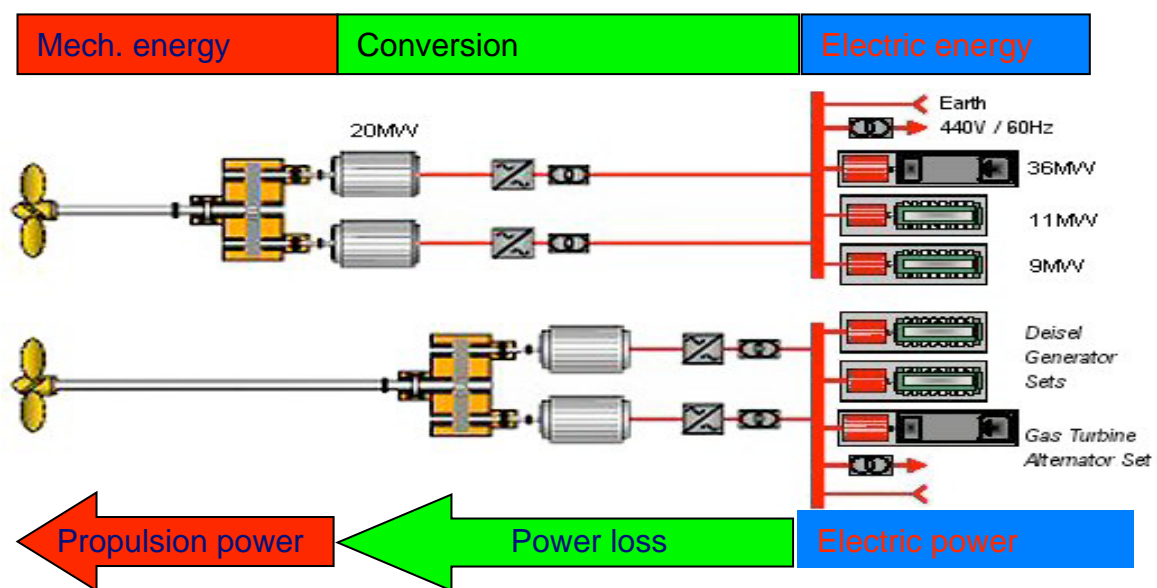 Mech. energy
Conversion
Electric energy
Earth
20MW
440V / 60Hz
36MW
11MW
9MW
Deisel
Generator
Sets
Gas Turbine
Alternator Set
Propulsion power
Power loss
Electric power